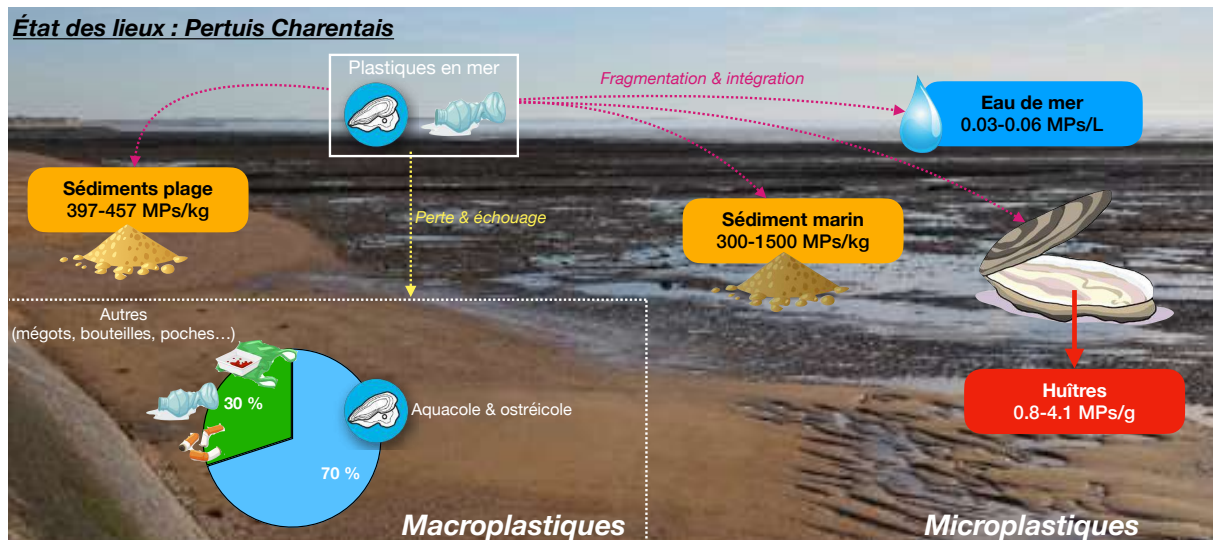 État des lieux : Pertuis Charentais
Plastiques en mer
Fragmentation & intégration
Eau de mer
0.03-0.06 MPs/L
Sédiments plage
397-457 MPs/kg
Perte & échouage
Sédiment marin
300-1500 MPs/kg
Autres
(mégots, bouteilles, poches…)
30 %
Aquacole & ostréicole
70 %
Huîtres
0.8-4.1 MPs/g
Macroplastiques
Microplastiques